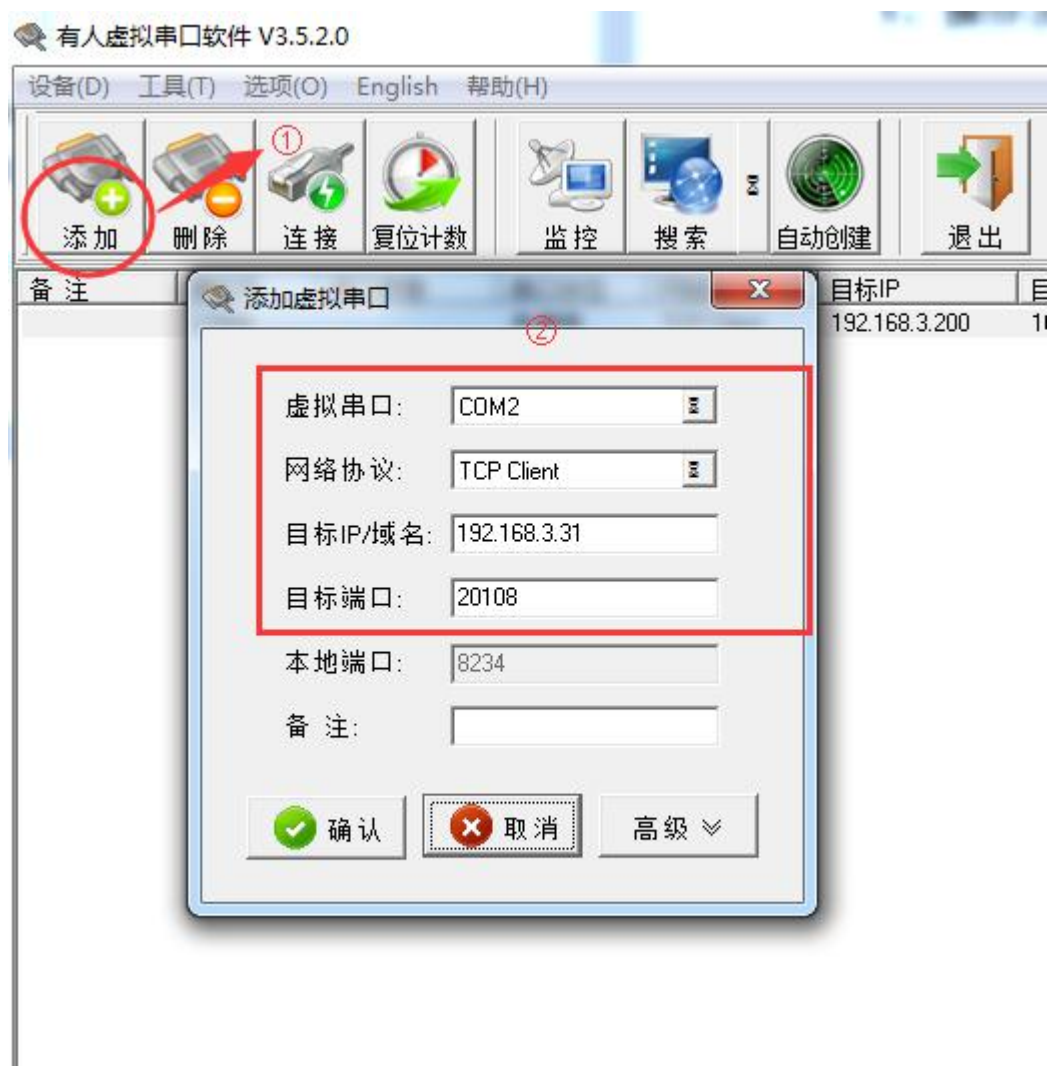 有人虚拟串口软件 V3.5.2.0
设备(D) 工具(T) 选项(O) English 帮助(H)
①
添加 删除 连接 复位计数 监控 搜索 自动创建 退出
备注 目标IP
192.168.3.200
添加虚拟串口
②
虚拟串口: COM2
网络协议: TCP Client
目标IP/域名: 192.168.3.31
目标端口: 20108
本地端口: 8234
备 注:
确认 取消 高级